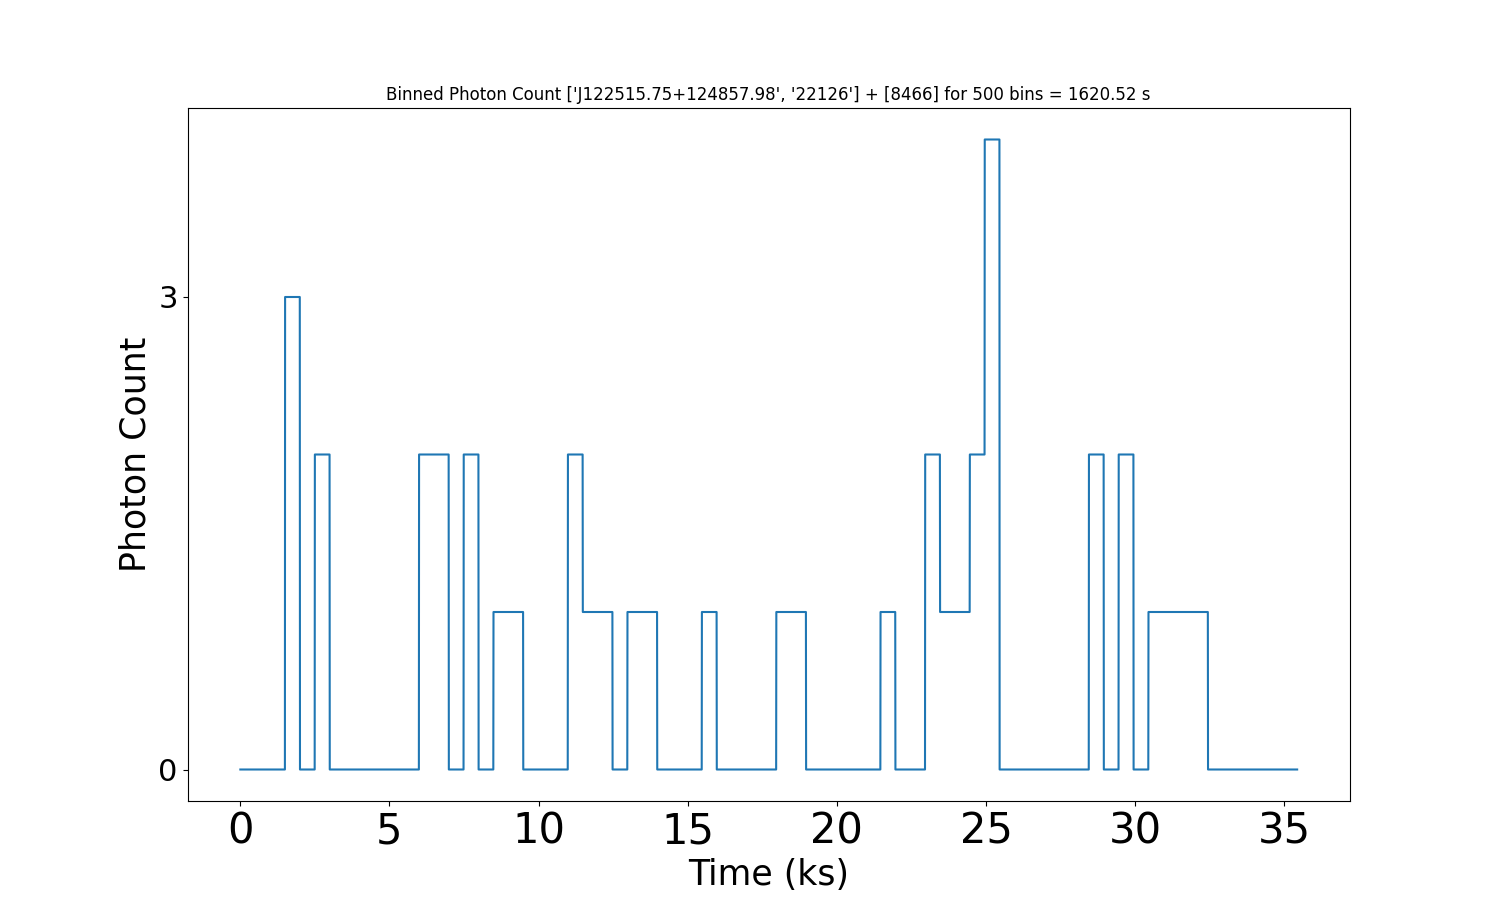 Binned Photon Count ['J122515.75+124857.98', '22126'] + [8466] for 500 bins = 1620.52 s
3
Photon Count
0
0 5 10 15 20 25 30 35
Time (ks)